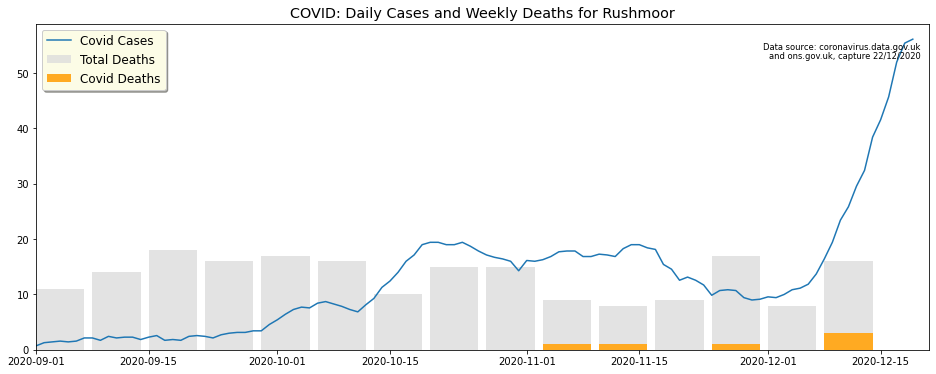 COVID: Daily Cases and Weekly Deaths for Rushmoor
Covid Cases
Total Deaths
Covid Deaths
Data source: coronavirus.data.gov.uk
and ons.gov.uk, capture 22/12/2020
50
40
30
20
10
0
2020-09-01 2020-09-15 2020-10-01 2020-10-15 2020-11-01 2020-11-15 2020-12-01 2020-12-15